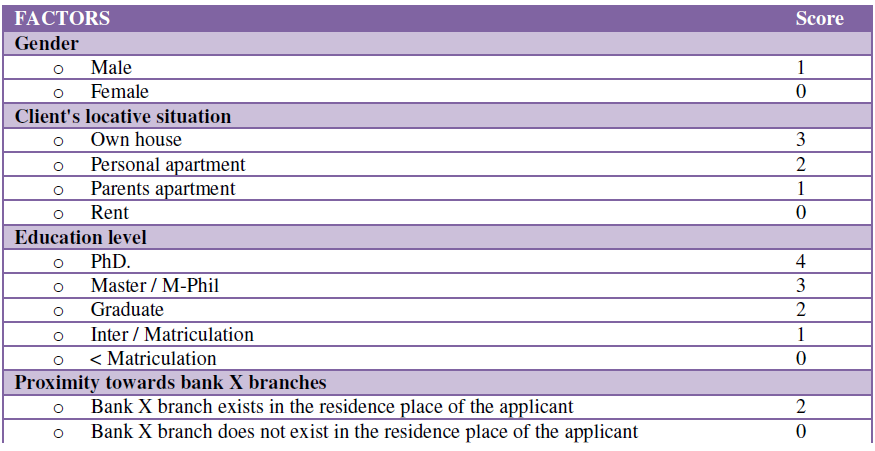 FACTORS Score
Gender
o Male 1
o Female 0
Client's locative situation
o Own house 3
o Personal apartment 2
o Parents apartment 1
o Rent 0
Education level
o PhD. 4
o Master / M-Phil 3
o Graduate 2
o Inter / Matriculation 1
o < Matriculation 0
Proximity towards bank X branches
o Bank X branch exists in the residence place of the applicant 2
o Bank X branch does not exist in the residence place of the applicant 0